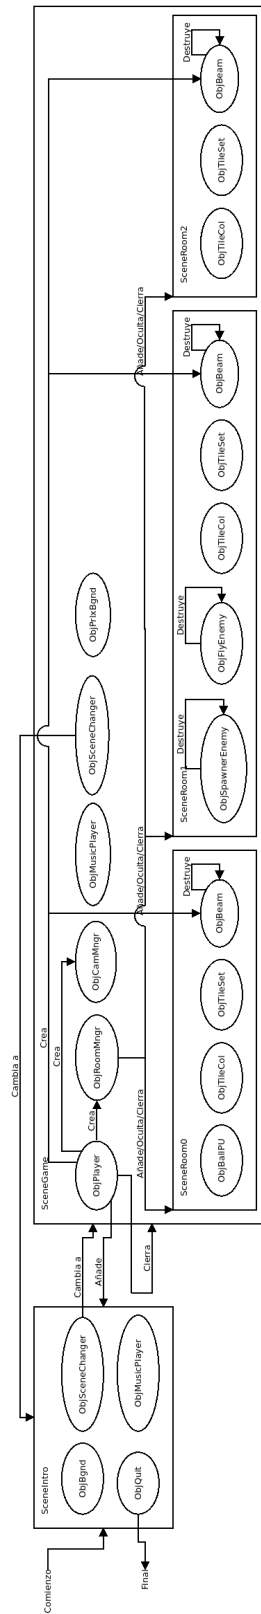 Comienzo
Final
SceneIntro
ObjBgnd
ObjQuit
ObjSceneChanger
ObjMusicPlayer
Cambia a
Cambia a
Añade
Cierra
SceneGame
ObjPlayer
Crea
Crea
Crea
ObjRoomMngr
ObjCamMngr
ObjMusicPlayer
ObjSceneChanger
ObjPrlxBgnd
Añade/Oculta/Cierra
Añade/Oculta/Cierra
Añade/Oculta/Cierra
SceneRoom0
ObjBallPU
ObjTileCol
ObjTileSet
ObjBeam
Destruye
SceneRoom1
ObjSpawnerEnemy
Destruye
ObjFlyEnemy
Destruye
ObjTileCol
ObjTileSet
ObjBeam
Destruye
SceneRoom2
ObjTileCol
ObjTileSet
ObjBeam
Destruye